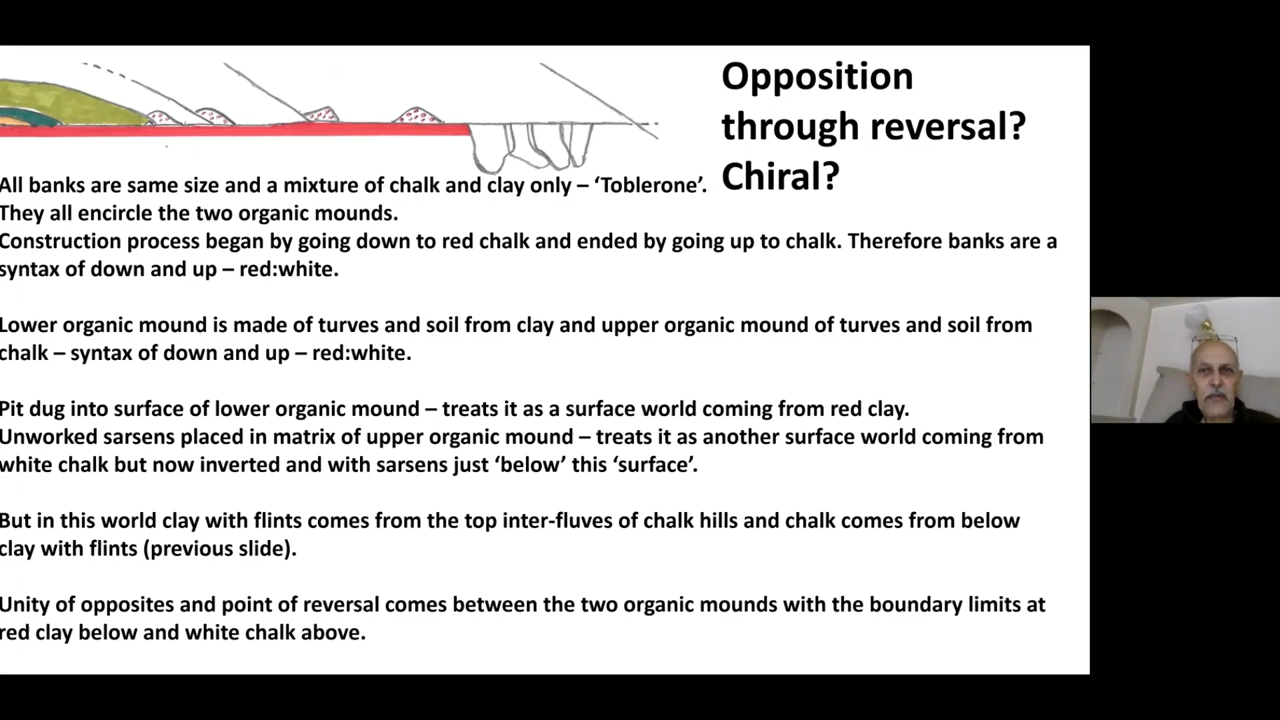 Opposition
through reversal?
Chiral?
All banks are same size and a mixture of chalk and clay only – ‘Toblerone’.
They all encircle the two organic mounds.
Construction process began by going down to red chalk and ended by going up to chalk. Therefore banks are a
syntax of down and up – red:white.
Lower organic mound is made of turves and soil from clay and upper organic mound of turves and soil from
chalk – syntax of down and up – red:white.
Pit dug into surface of lower organic mound – treats it as a surface world coming from red clay.
Unworked sarsens placed in matrix of upper organic mound – treats it as another surface world coming from
white chalk but now inverted and with sarsens just ‘below’ this ‘surface’.
But in this world clay with flints comes from the top inter-fluves of chalk hills and chalk comes from below
clay with flints (previous slide).
Unity of opposites and point of reversal comes between the two organic mounds with the boundary limits at
red clay below and white chalk above.